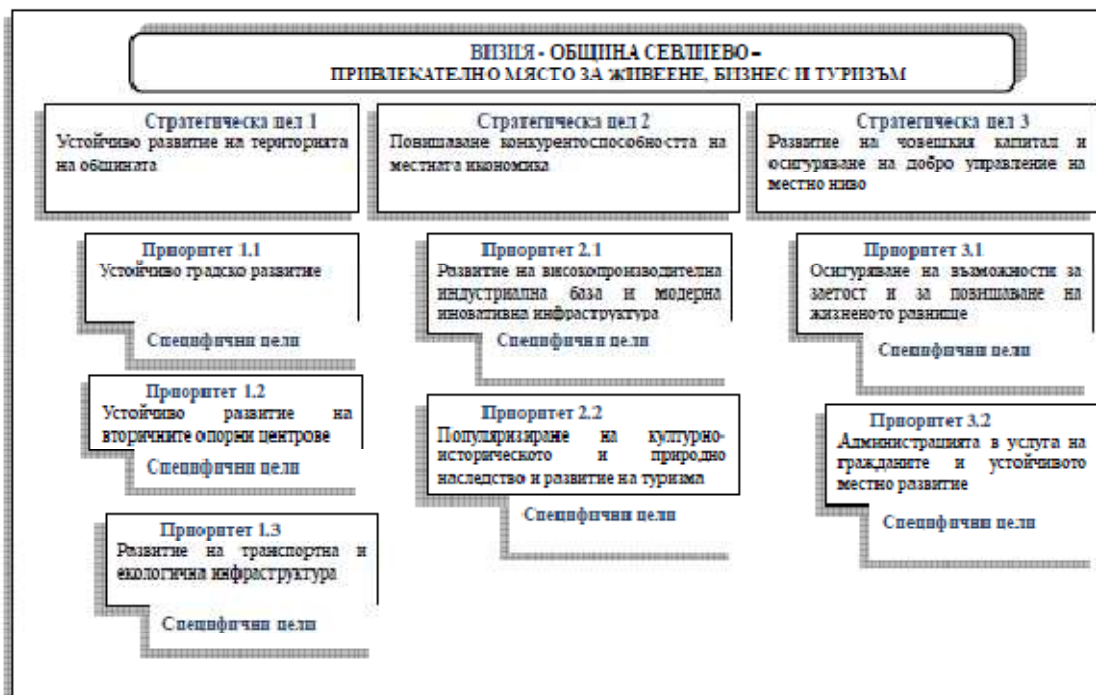 ВИЗИЯ - ОБЩИНА СЕВЛИЕВО –
ПРИВЛЕКАТЕЛНО МЯСТО ЗА ЖИВЕЕНЕ, БИЗНЕС И ТУРИЗЪМ
Стратегическа цел 1
Устойчиво развитие на територията
на общината
Стратегическа цел 2
Повишаване конкурентоспособността на
местната икономика
Стратегическа цел 3
Развитие на човешкия капитал и
осигуряване на добро управление на
местно ниво
Приоритет 1.1
Устойчиво градско развитие
Специфични цели
Приоритет 1.2
Устойчиво развитие на
вторичните опорни центрове
Специфични цели
Приоритет 1.3
Развитие на транспортна и
екологична инфраструктура
Специфични цели
Приоритет 2.1
Развитие на високопроизводителна
индустриална база и модерна
иновативна инфраструктура
Специфични цели
Приоритет 2.2
Популяризиране на културно-
историческото и природно
наследство и развитие на туризма
Специфични цели
Приоритет 3.1
Осигуряване на възможности за
заетост и за повишаване на
жизненото равнище
Специфични цели
Приоритет 3.2
Администрацията в услуга на
гражданите и устойчивото
местно развитие
Специфични цели